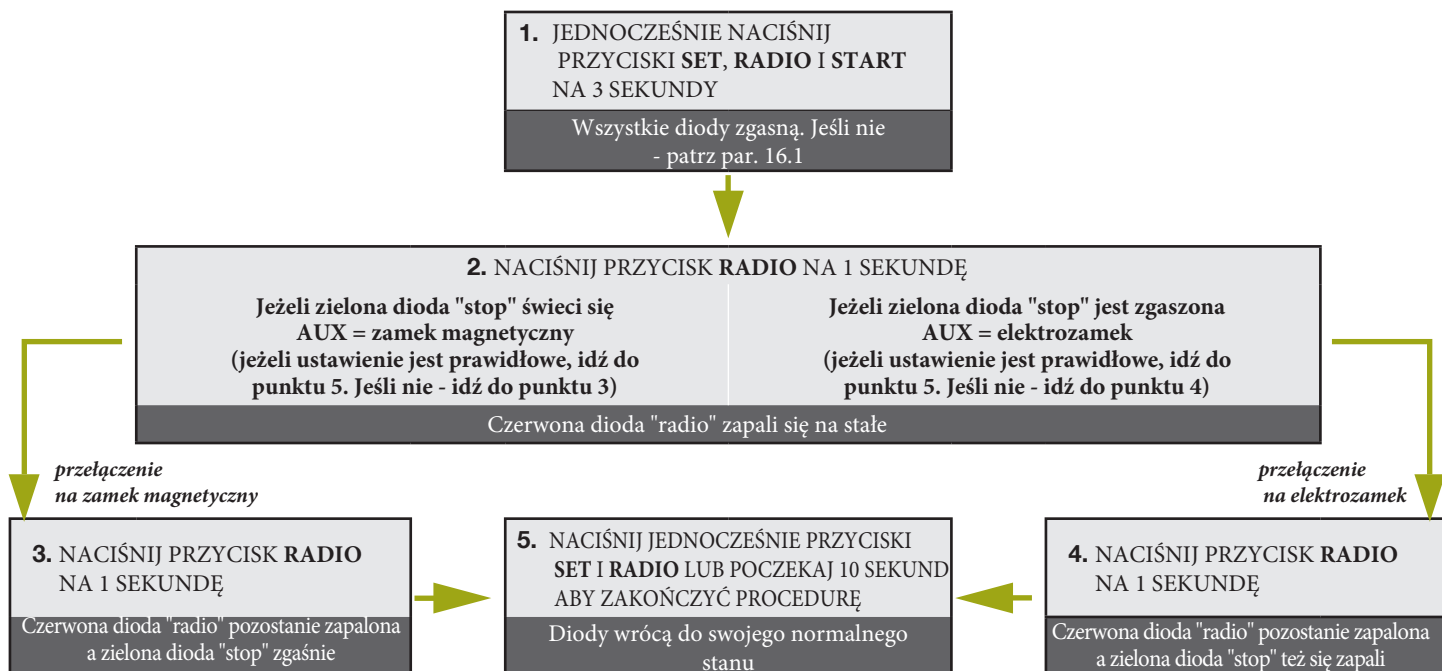 1. JEDNOCZEŚNIE NACIŚNIJ
PRZYCISKI SET, RADIO I START
NA 3 SEKUNDY
Wszystkie diody zgasną. Jeśli nie
- patrz par. 16.1
2. NACIŚNIJ PRZYCISK RADIO NA 1 SEKUNDĘ
Jeżeli zielona dioda "stop" świeci się
AUX = zamek magnetyczny
(jeżeli ustawienie jest prawidłowe, idź do
punktu 5. Jeśli nie - idź do punktu 3)
Jeżeli zielona dioda "stop" jest zgaszona
AUX = elektrozamek
(jeżeli ustawienie jest prawidłowe, idź do
punktu 5. Jeśli nie - idź do punktu 4)
Czerwona dioda "radio" zapali się na stałe
przełączenie
na zamek magnetyczny
przełączenie
na elektrozamek
3. NACIŚNIJ PRZYCISK RADIO
NA 1 SEKUNDĘ
Czerwona dioda "radio" pozostanie zapalona
a zielona dioda "stop" zgaśnie
5. NACIŚNIJ JEDNOCZEŚNIE PRZYCISKI
SET I RADIO LUB POCZEKAJ 10 SEKUND
ABY ZAKOŃCZYĆ PROCEDURĘ
Diody wrócą do swojego normalnego
stanu
4. NACIŚNIJ PRZYCISK RADIO
NA 1 SEKUNDĘ
Czerwona dioda "radio" pozostanie zapalona
a zielona dioda "stop" też się zapali